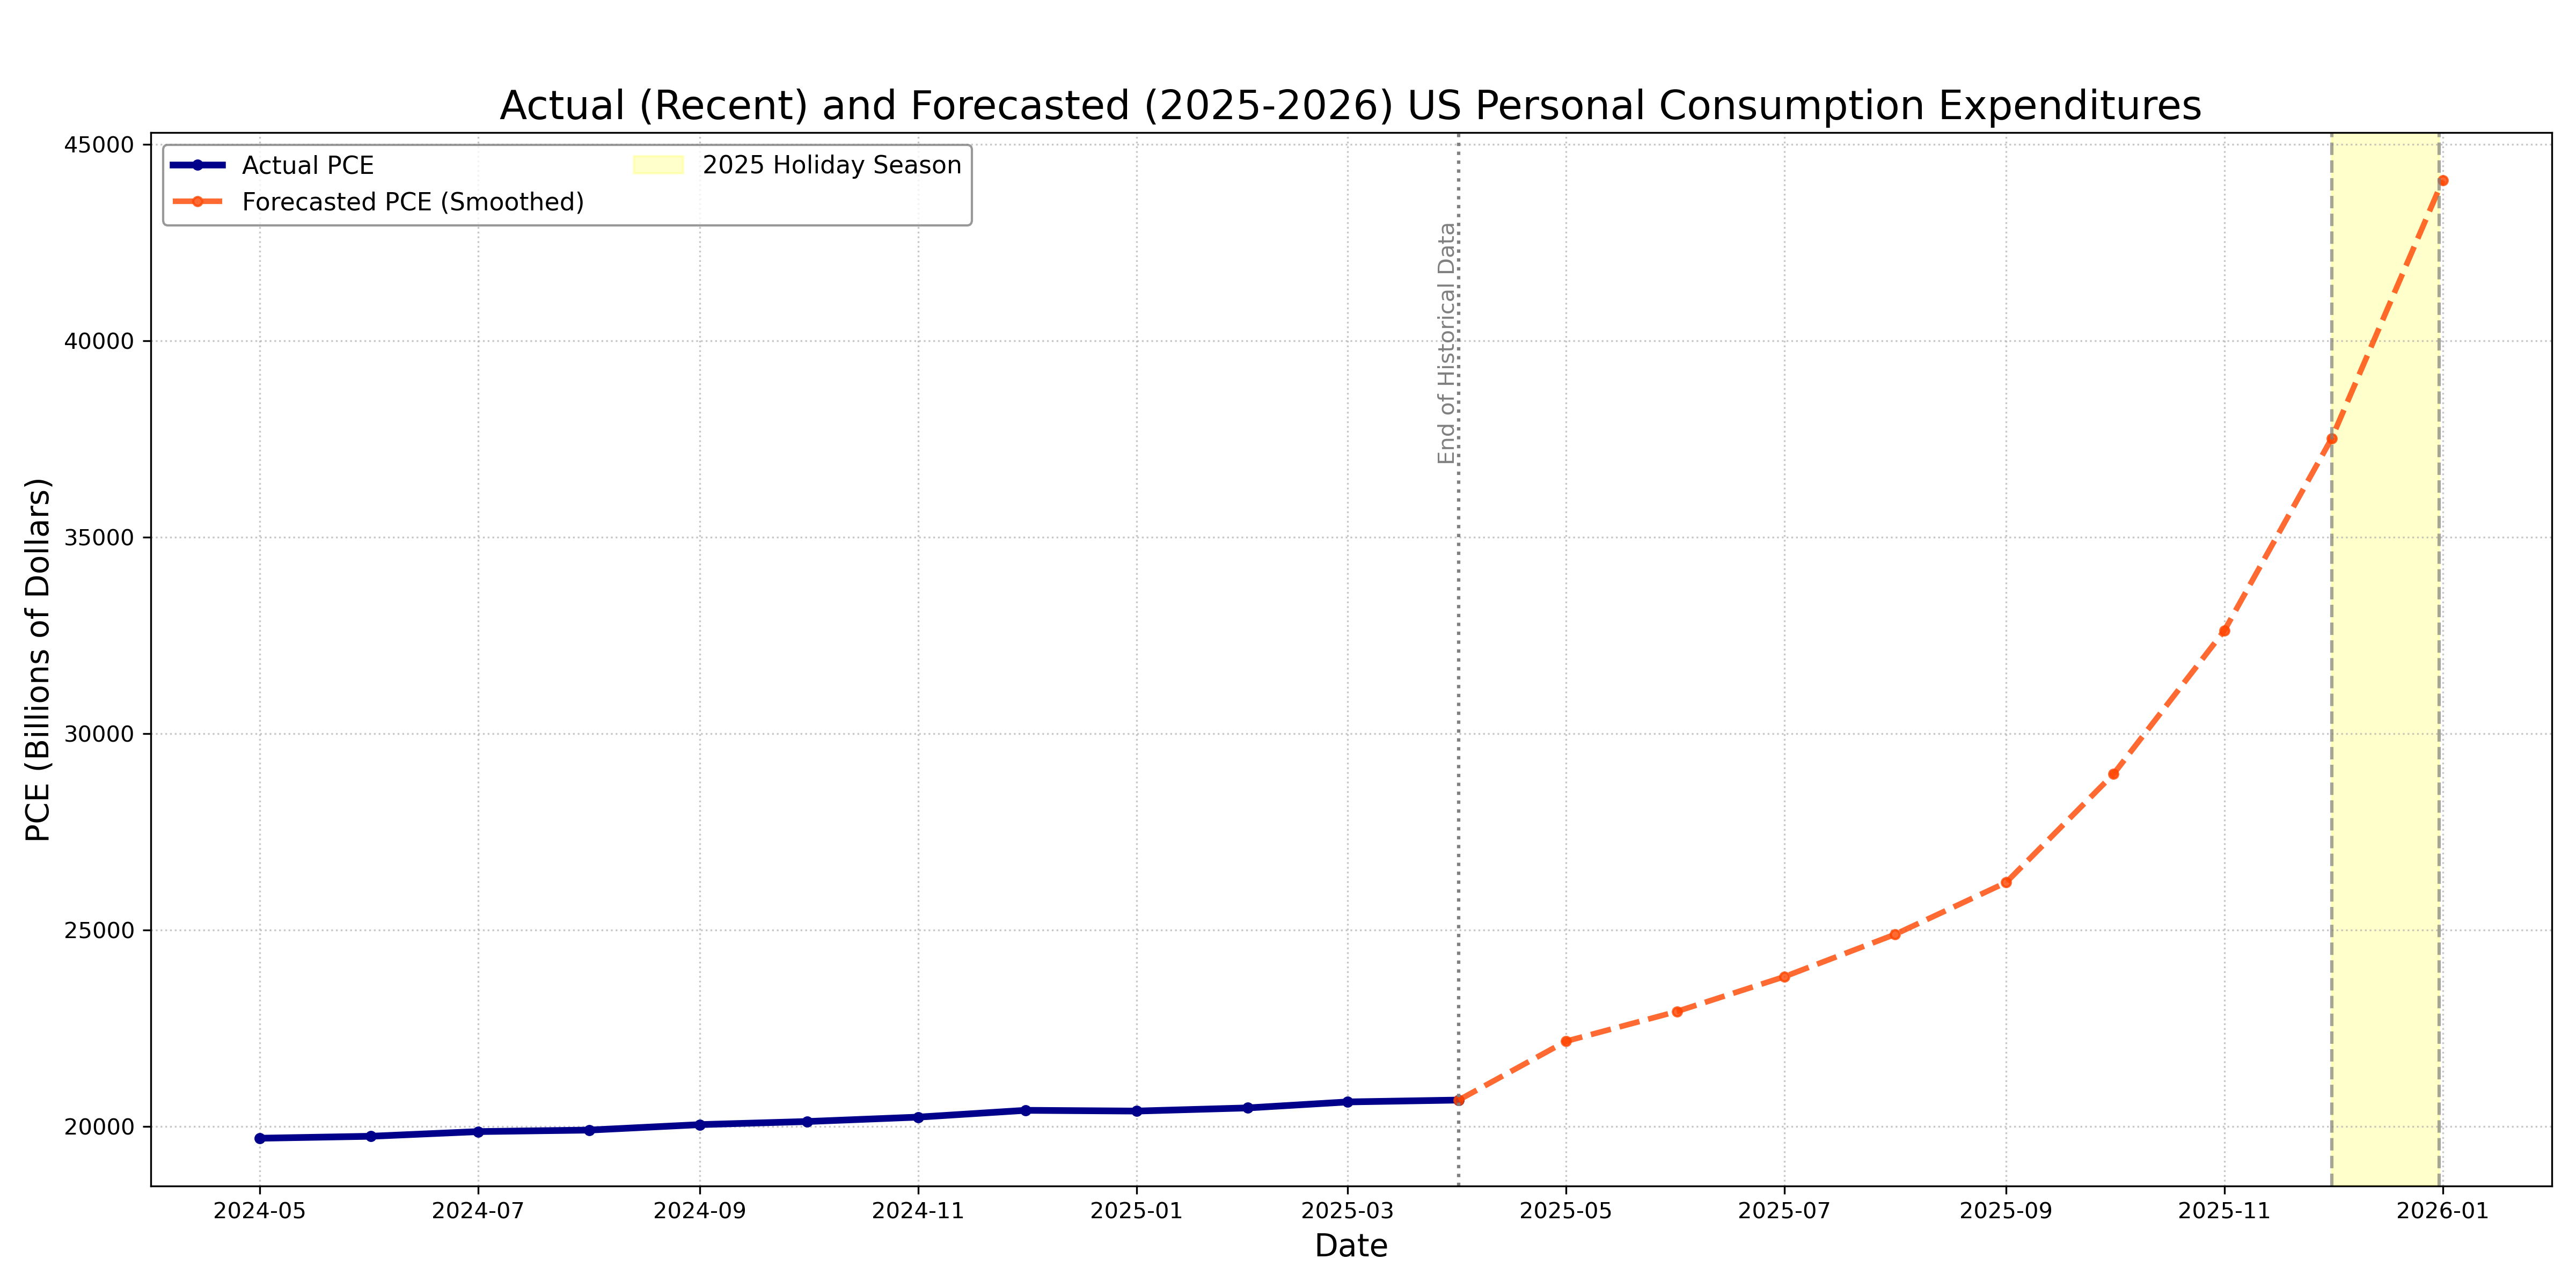 Actual (Recent) and Forecasted (2025-2026) US Personal Consumption Expenditures
Actual PCE
Forecasted PCE (Smoothed)
2025 Holiday Season
End of Historical Data
PCE (Billions of Dollars)
45000
40000
35000
30000
25000
20000
2024-05
2024-07
2024-09
2024-11
2025-01
2025-03
2025-05
2025-07
2025-09
2025-11
2026-01
Date